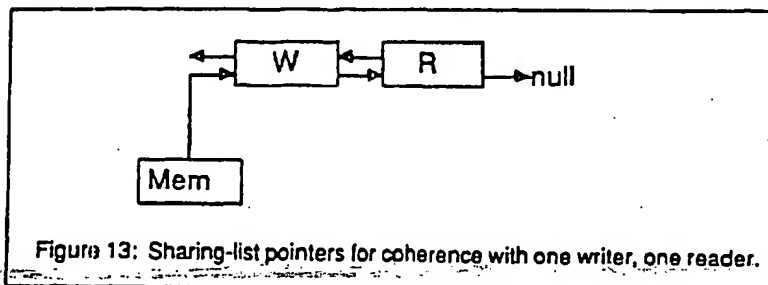 W R
null
Mem
Figure 13: Sharing-list pointers for coherence with one writer, one reader.